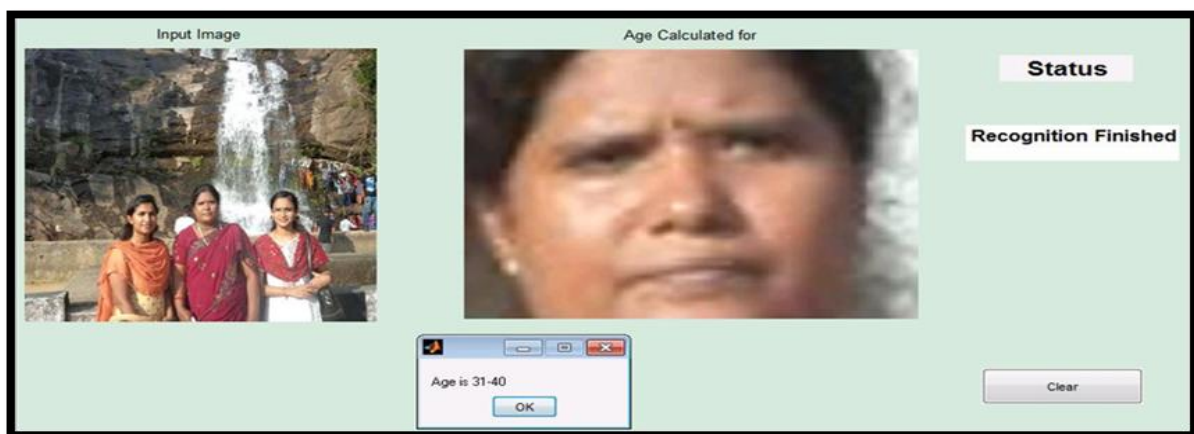 Input Image
Age Calculated for
Status
Recognition Finished
Age is 31-40
OK
Clear